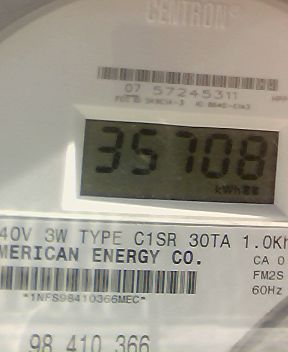 CENTRON®
07 57245311
35708
kWh
40V 3W TYPE C1SR 30TA 1.0Kh
MERICAN ENERGY CO.
CA 0
FM2S
60Hz
*1NFS98410366MEC*
98 410 366